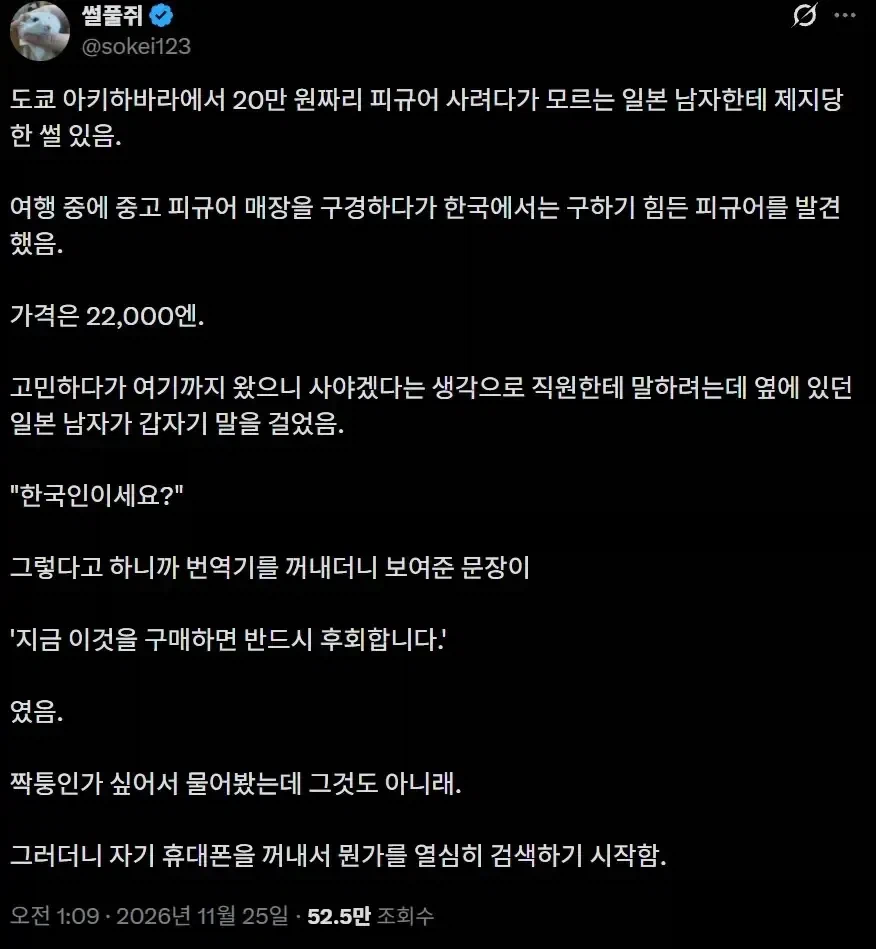 썰풀쥐
@sokei123
도쿄 아키하바라에서 20만 원짜리 피규어 사려다가 모르는 일본 남자한테 제지당
한 썰 있음.
여행 중에 중고 피규어 매장을 구경하다가 한국에서는 구하기 힘든 피규어를 발견
했음.
가격은 22,000엔.
고민하다가 여기까지 왔으니 사야겠다는 생각으로 직원한테 말하려는데 옆에 있던
일본 남자가 갑자기 말을 걸었음.
"한국인이세요?"
그렇다고 하니까 번역기를 꺼내더니 보여준 문장이
'지금 이것을 구매하면 반드시 후회합니다.'
였음.
짝퉁인가 싶어서 물어봤는데 그것도 아니래.
그러더니 자기 휴대폰을 꺼내서 뭔가를 열심히 검색하기 시작함.
오전 1:09 · 2026년 11월 25일 · 52.5만 조회수